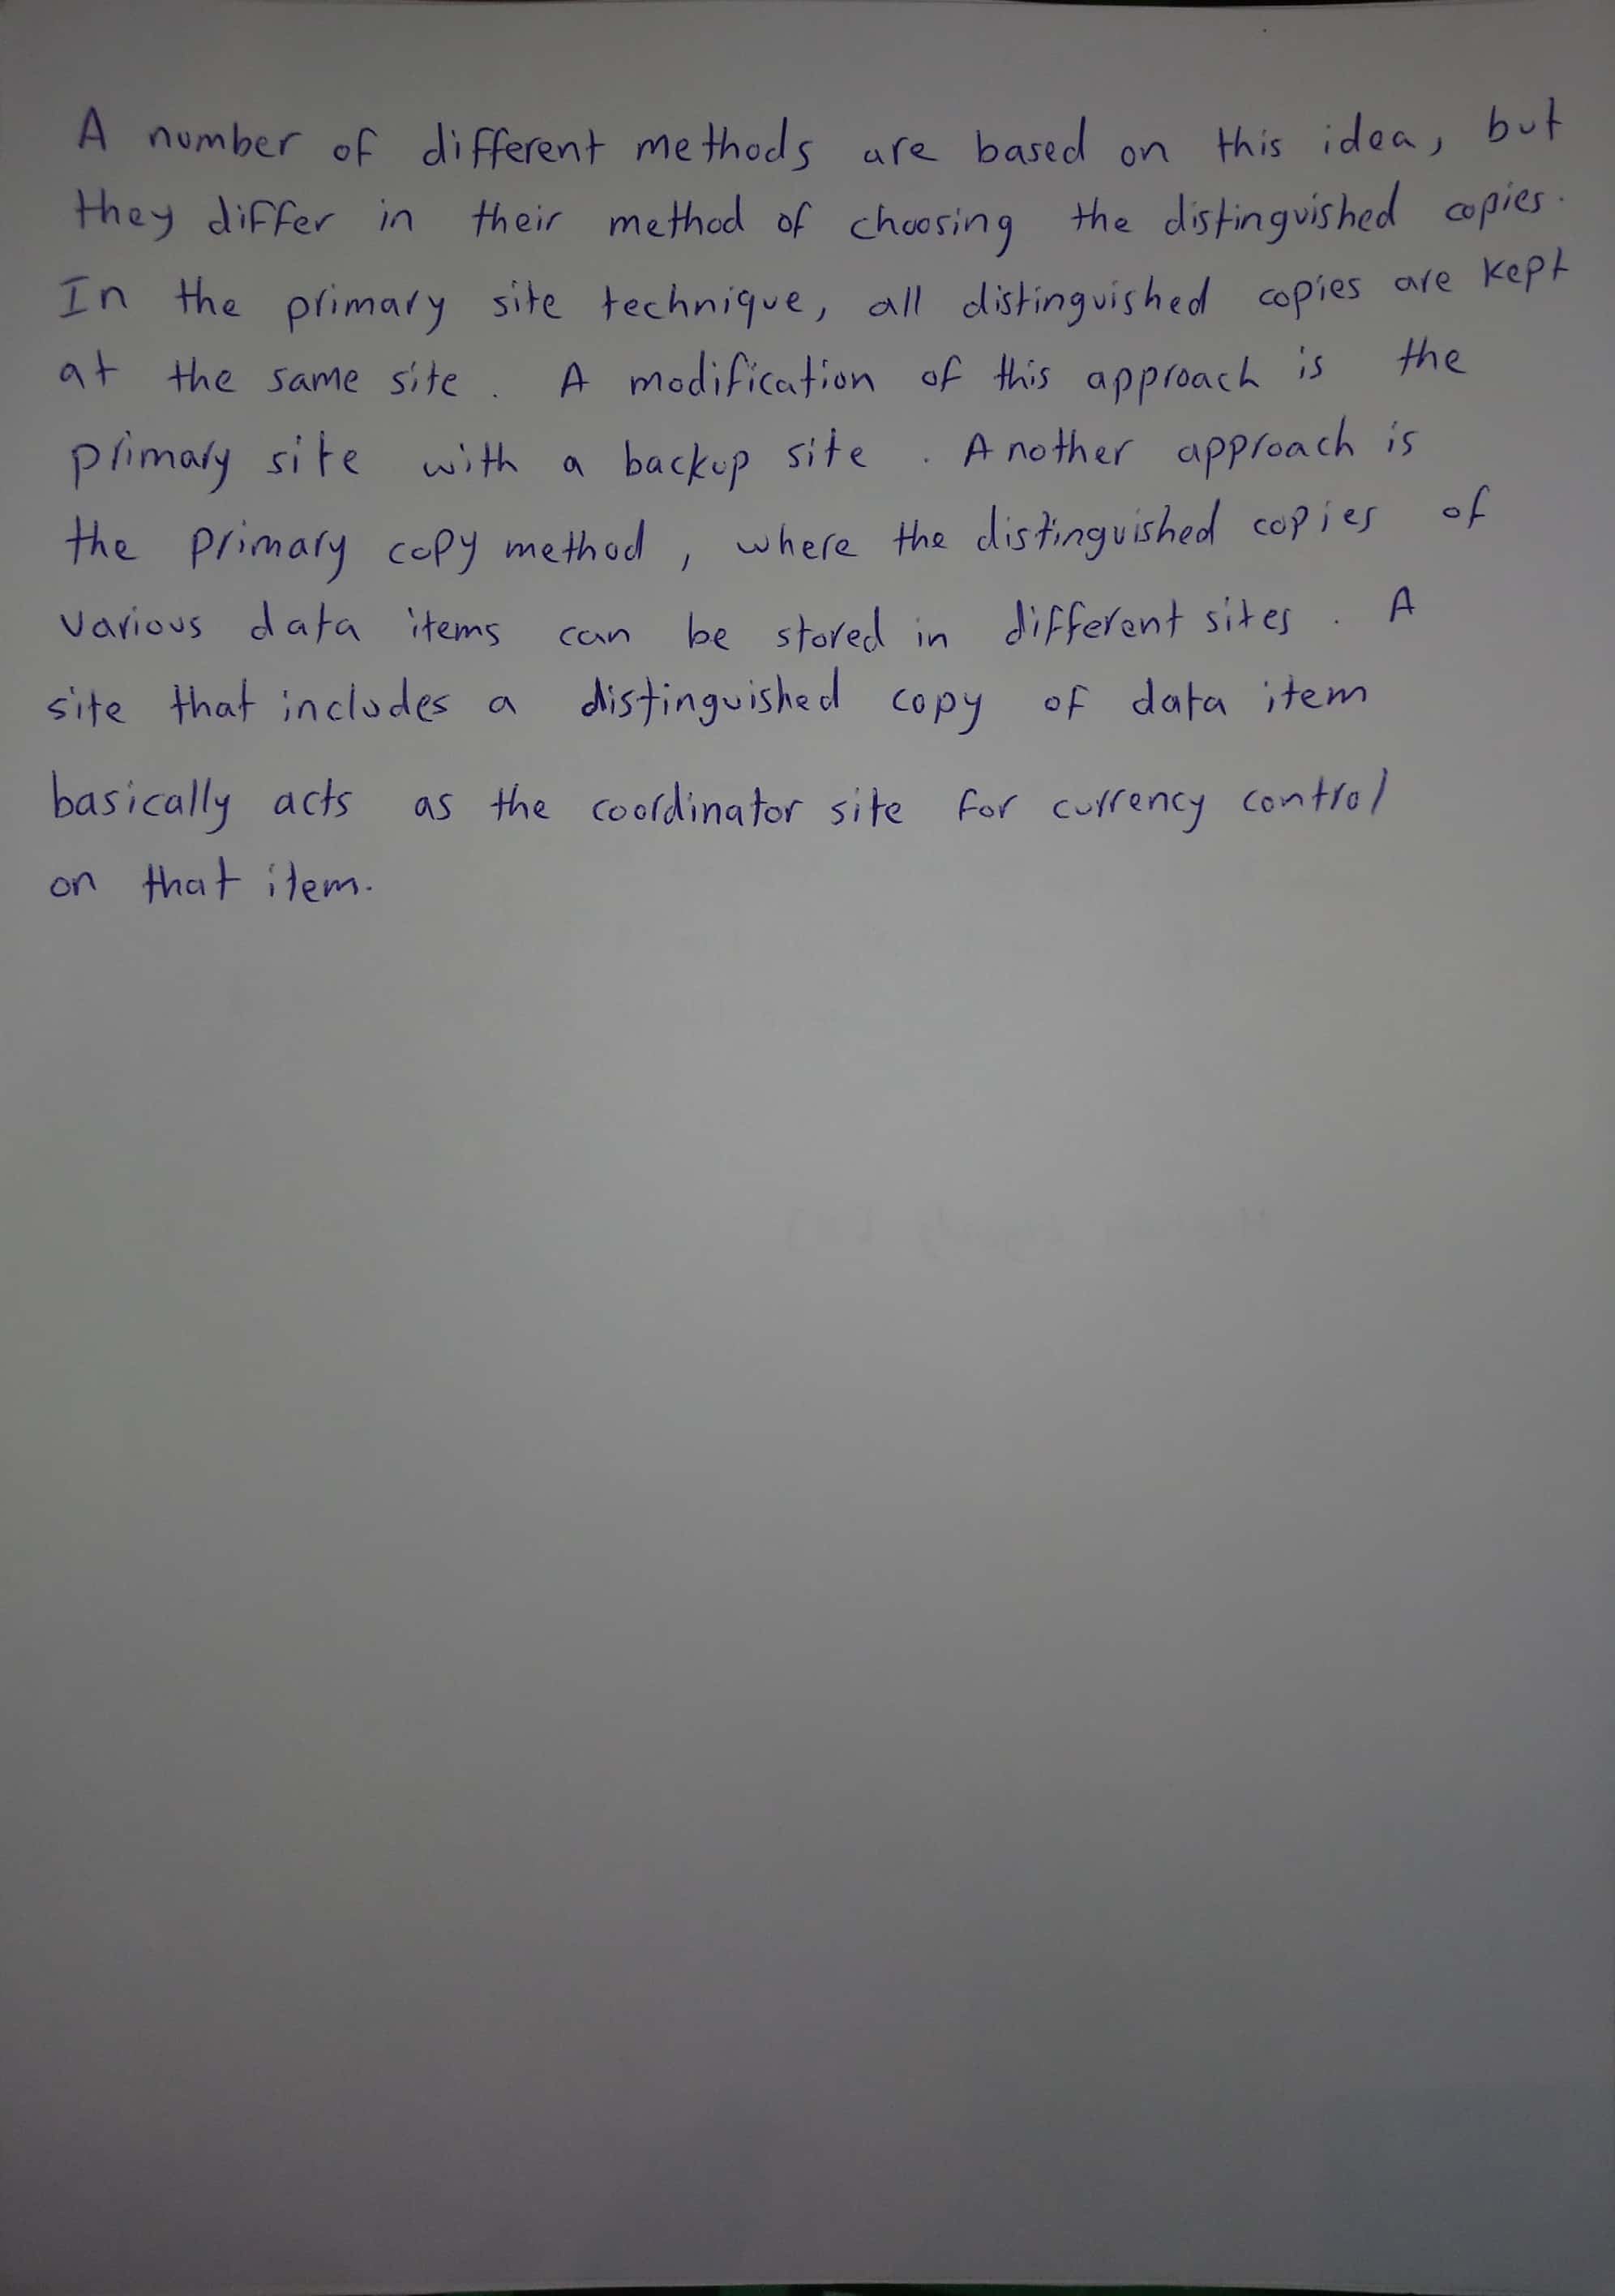 A number of different methods are based on this idea, but
they differ in their method of choosing the distinguished copies.
In the primary site technique, all distinguished copies are kept
at the same site. A modification of this approach is the
primary site with a backup site. Another approach is
the primary copy method, where the distinguished copies of
various data items can be stored in different sites. A
site that includes a distinguished copy of data item
basically acts as the coordinator site for currency control
on that item.